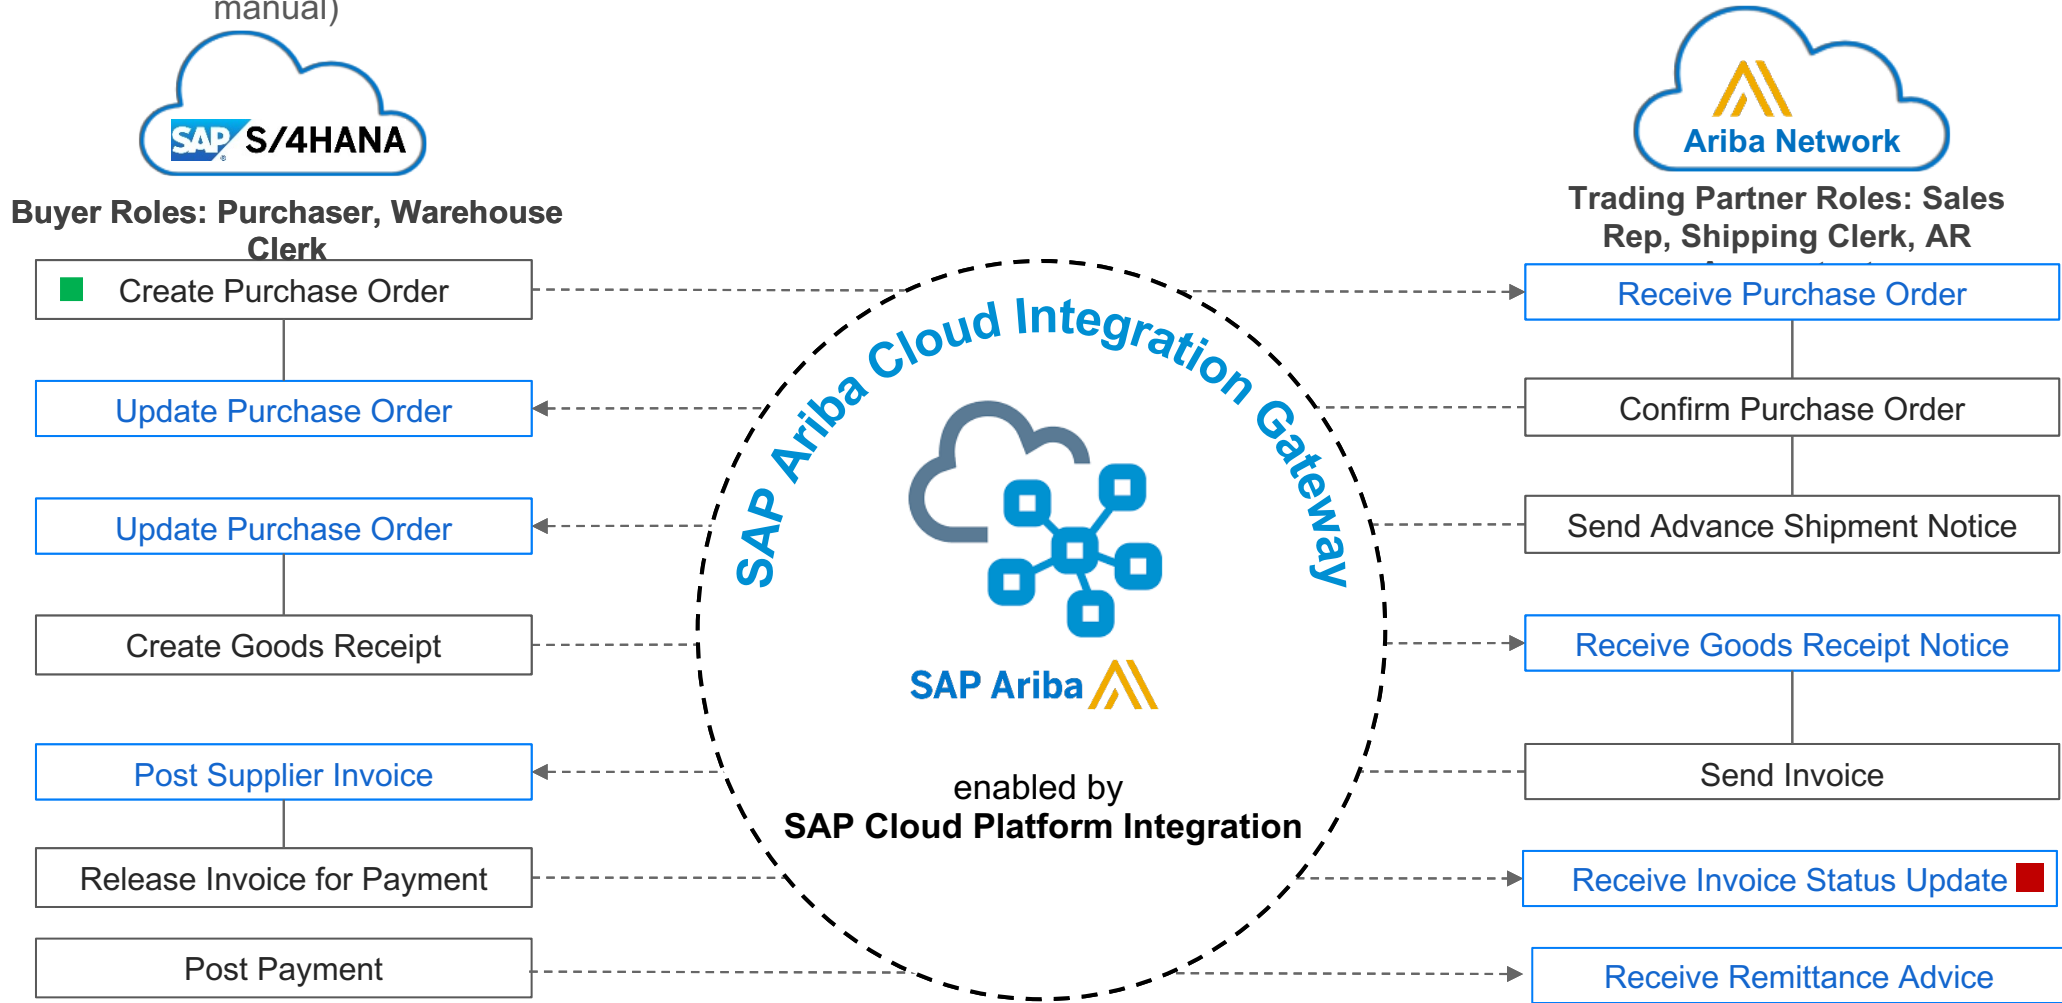 manual)
SAP S/4HANA
Ariba Network
Buyer Roles: Purchaser, Warehouse
Clerk
Trading Partner Roles: Sales
Rep, Shipping Clerk, AR
Create Purchase Order
Receive Purchase Order
SAP Ariba Cloud Integration Gateway
Update Purchase Order
Confirm Purchase Order
Update Purchase Order
Send Advance Shipment Notice
Create Goods Receipt
Receive Goods Receipt Notice
SAP Ariba
Post Supplier Invoice
Send Invoice
enabled by
SAP Cloud Platform Integration
Release Invoice for Payment
Receive Invoice Status Update
Post Payment
Receive Remittance Advice